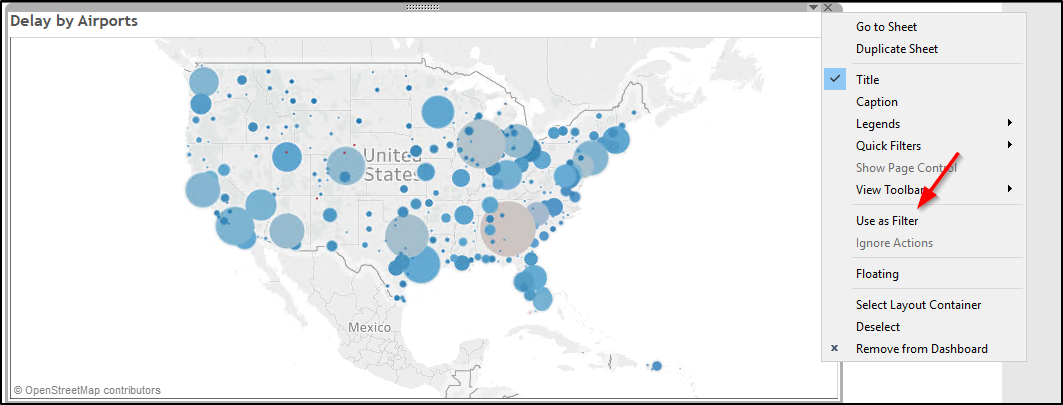 Delay by Airports
United
States
Mexico
© OpenStreetMap contributors
Go to Sheet
Duplicate Sheet
Title
Caption
Legends
Quick Filters
Show Page Control
View Toolbar
Use as Filter
Ignore Actions
Floating
Select Layout Container
Deselect
Remove from Dashboard